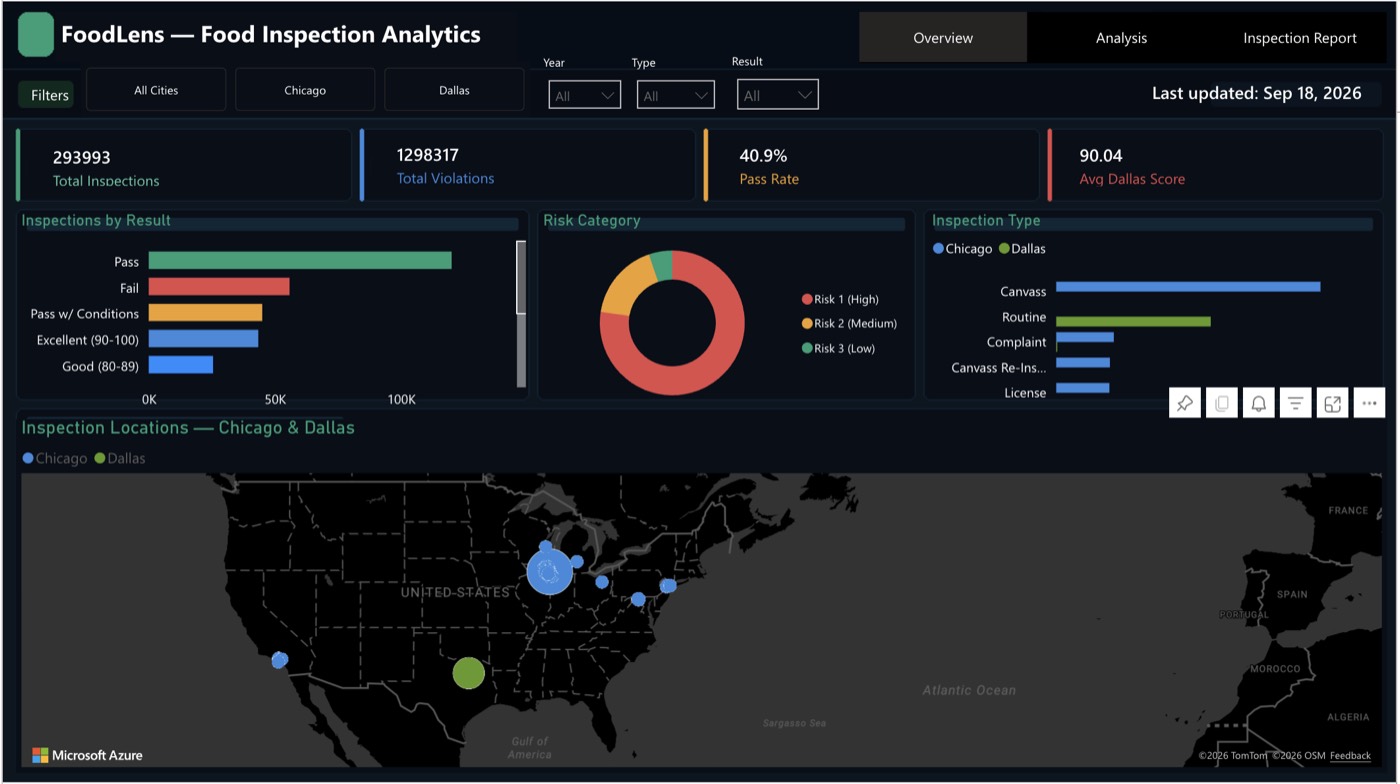 FoodLens — Food Inspection Analytics
Overview
Analysis
Inspection Report
Filters
All Cities
Chicago
Dallas
Year
All
Type
All
Result
All
Last updated: Sep 18, 2026
293993
Total Inspections
1298317
Total Violations
40.9%
Pass Rate
90.04
Avg Dallas Score
Inspections by Result
Pass
Fail
Pass w/ Conditions
Excellent (90-100)
Good (80-89)
0K
50K
100K
Risk Category
Risk 1 (High)
Risk 2 (Medium)
Risk 3 (Low)
Inspection Type
Chicago
Dallas
Canvass
Routine
Complaint
Canvass Re-Ins...
License
Inspection Locations — Chicago & Dallas
Chicago
Dallas
UNITED STATES
FRANCE
SPAIN
PORTUGAL
MOROCCO
ALGERIA
Atlantic Ocean
Sargasso Sea
Gulf of
America
Microsoft Azure
©2026 TomTom ©2026 OSM Feedback